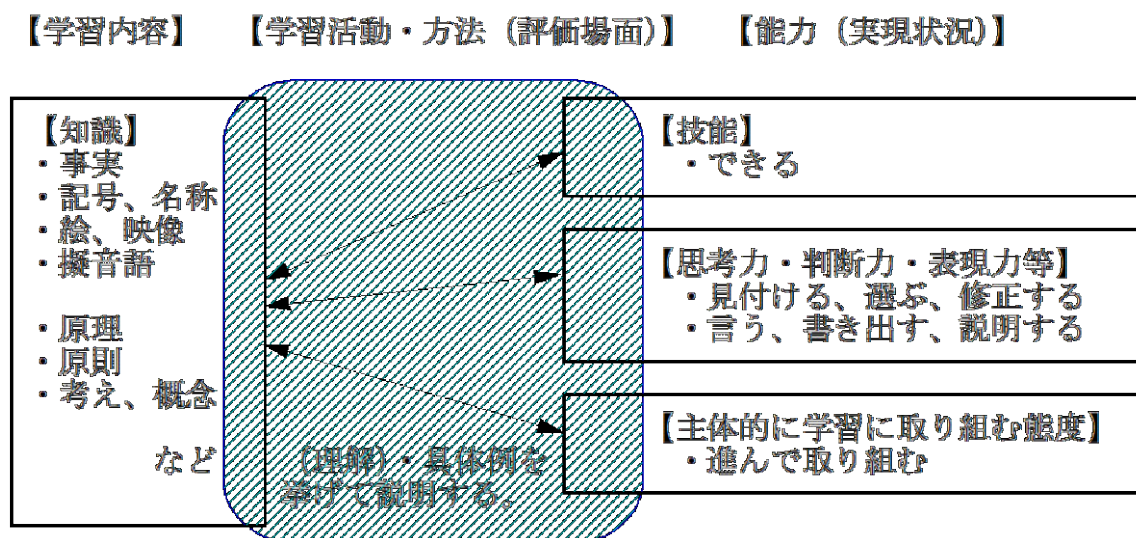 【学習内容】 【学習活動・方法（評価場面）】 【能力（実現状況）】
【知識】
・事実
・記号、名称
・絵、映像
・擬音語
・原理
・原則
・考え、概念
など
（理解）・具体例を
挙げて説明する。
【技能】
・できる
【思考力・判断力・表現力等】
・見付ける、選ぶ、修正する
・言う、書き出す、説明する
【主体的に学習に取り組む態度】
・進んで取り組む